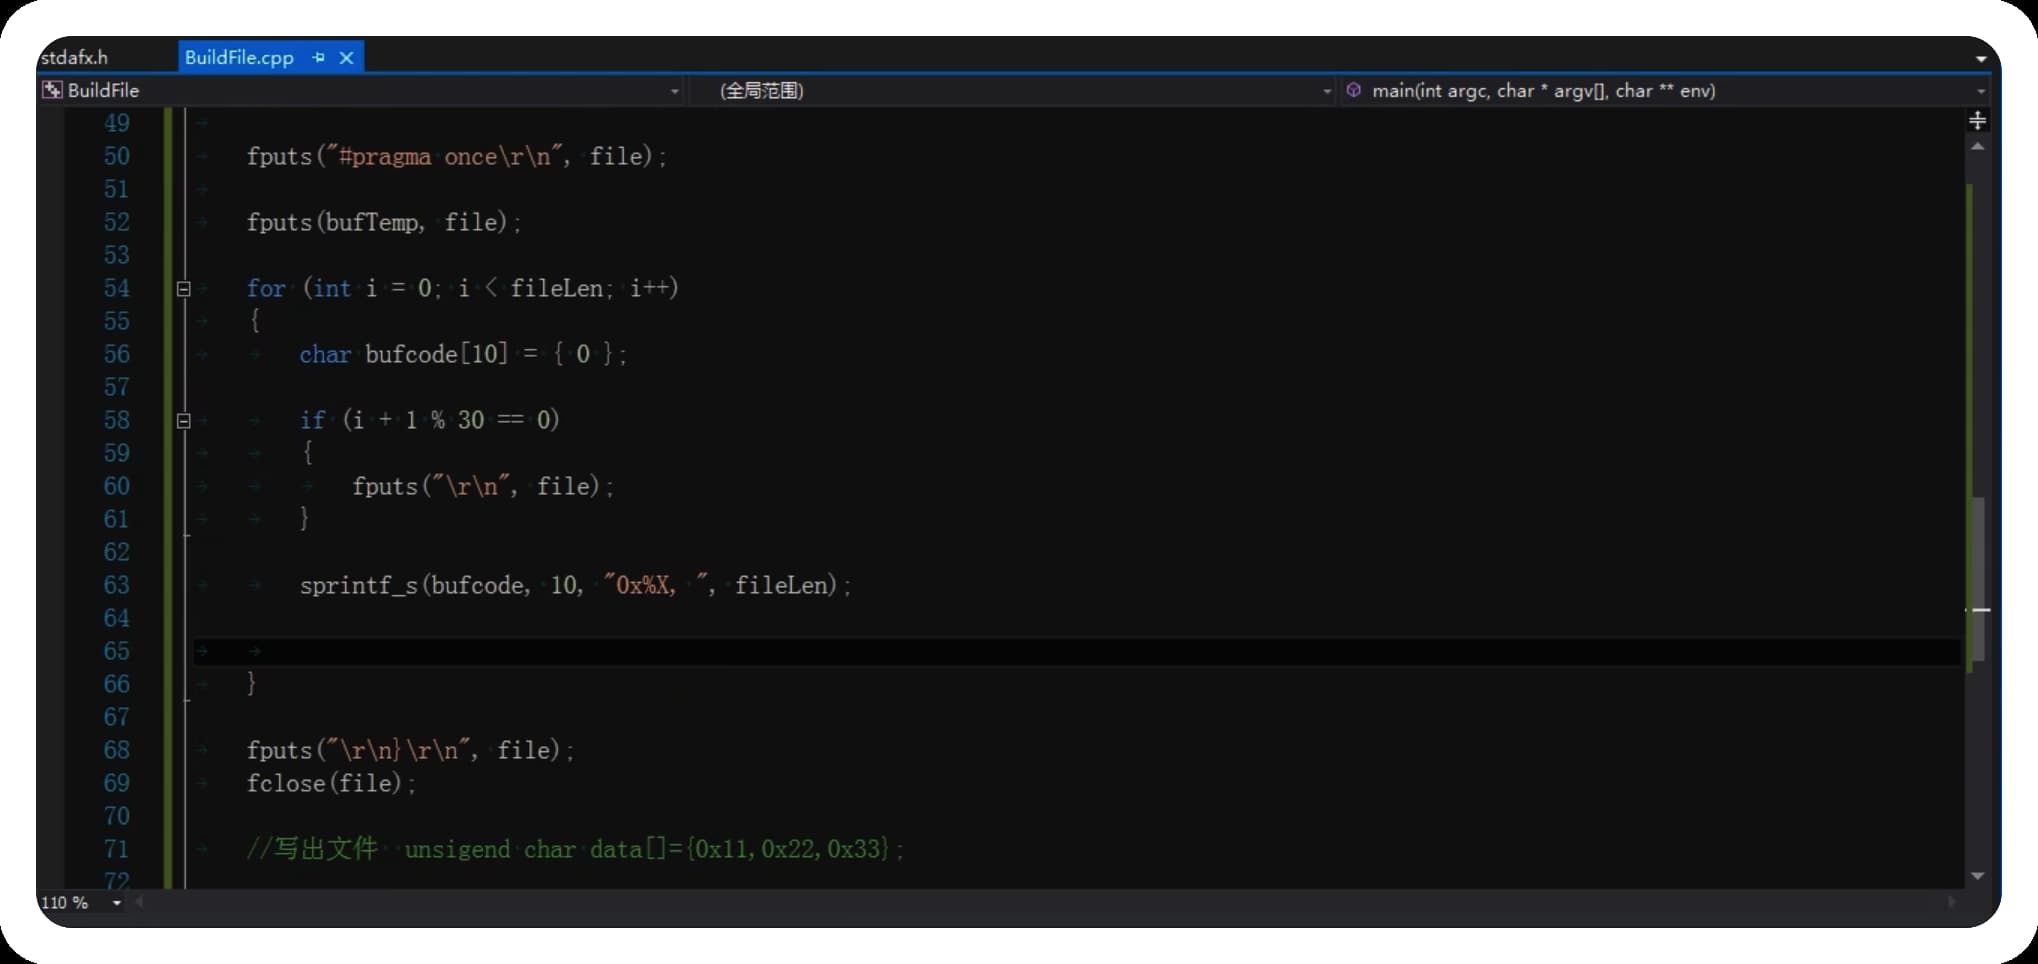 stdafx.h
BuildFile.cpp
BuildFile
(全局范围)
main(int argc, char * argv[], char ** env)
49
50 fputs("#pragma once\r\n", file);
51
52 fputs(bufTemp, file);
53
54 for (int i = 0; i < fileLen; i++)
55 {
56 char bufcode[10] = { 0 };
57
58 if (i + 1 % 30 == 0)
59 {
60 fputs("\r\n", file);
61 }
62
63 sprintf_s(bufcode, 10, "0x%X, ", fileLen);
64
65
66 }
67
68 fputs("\r\n}\r\n", file);
69 fclose(file);
70
71 //写出文件  unsigend char data[]={0x11,0x22,0x33};
72
110 %